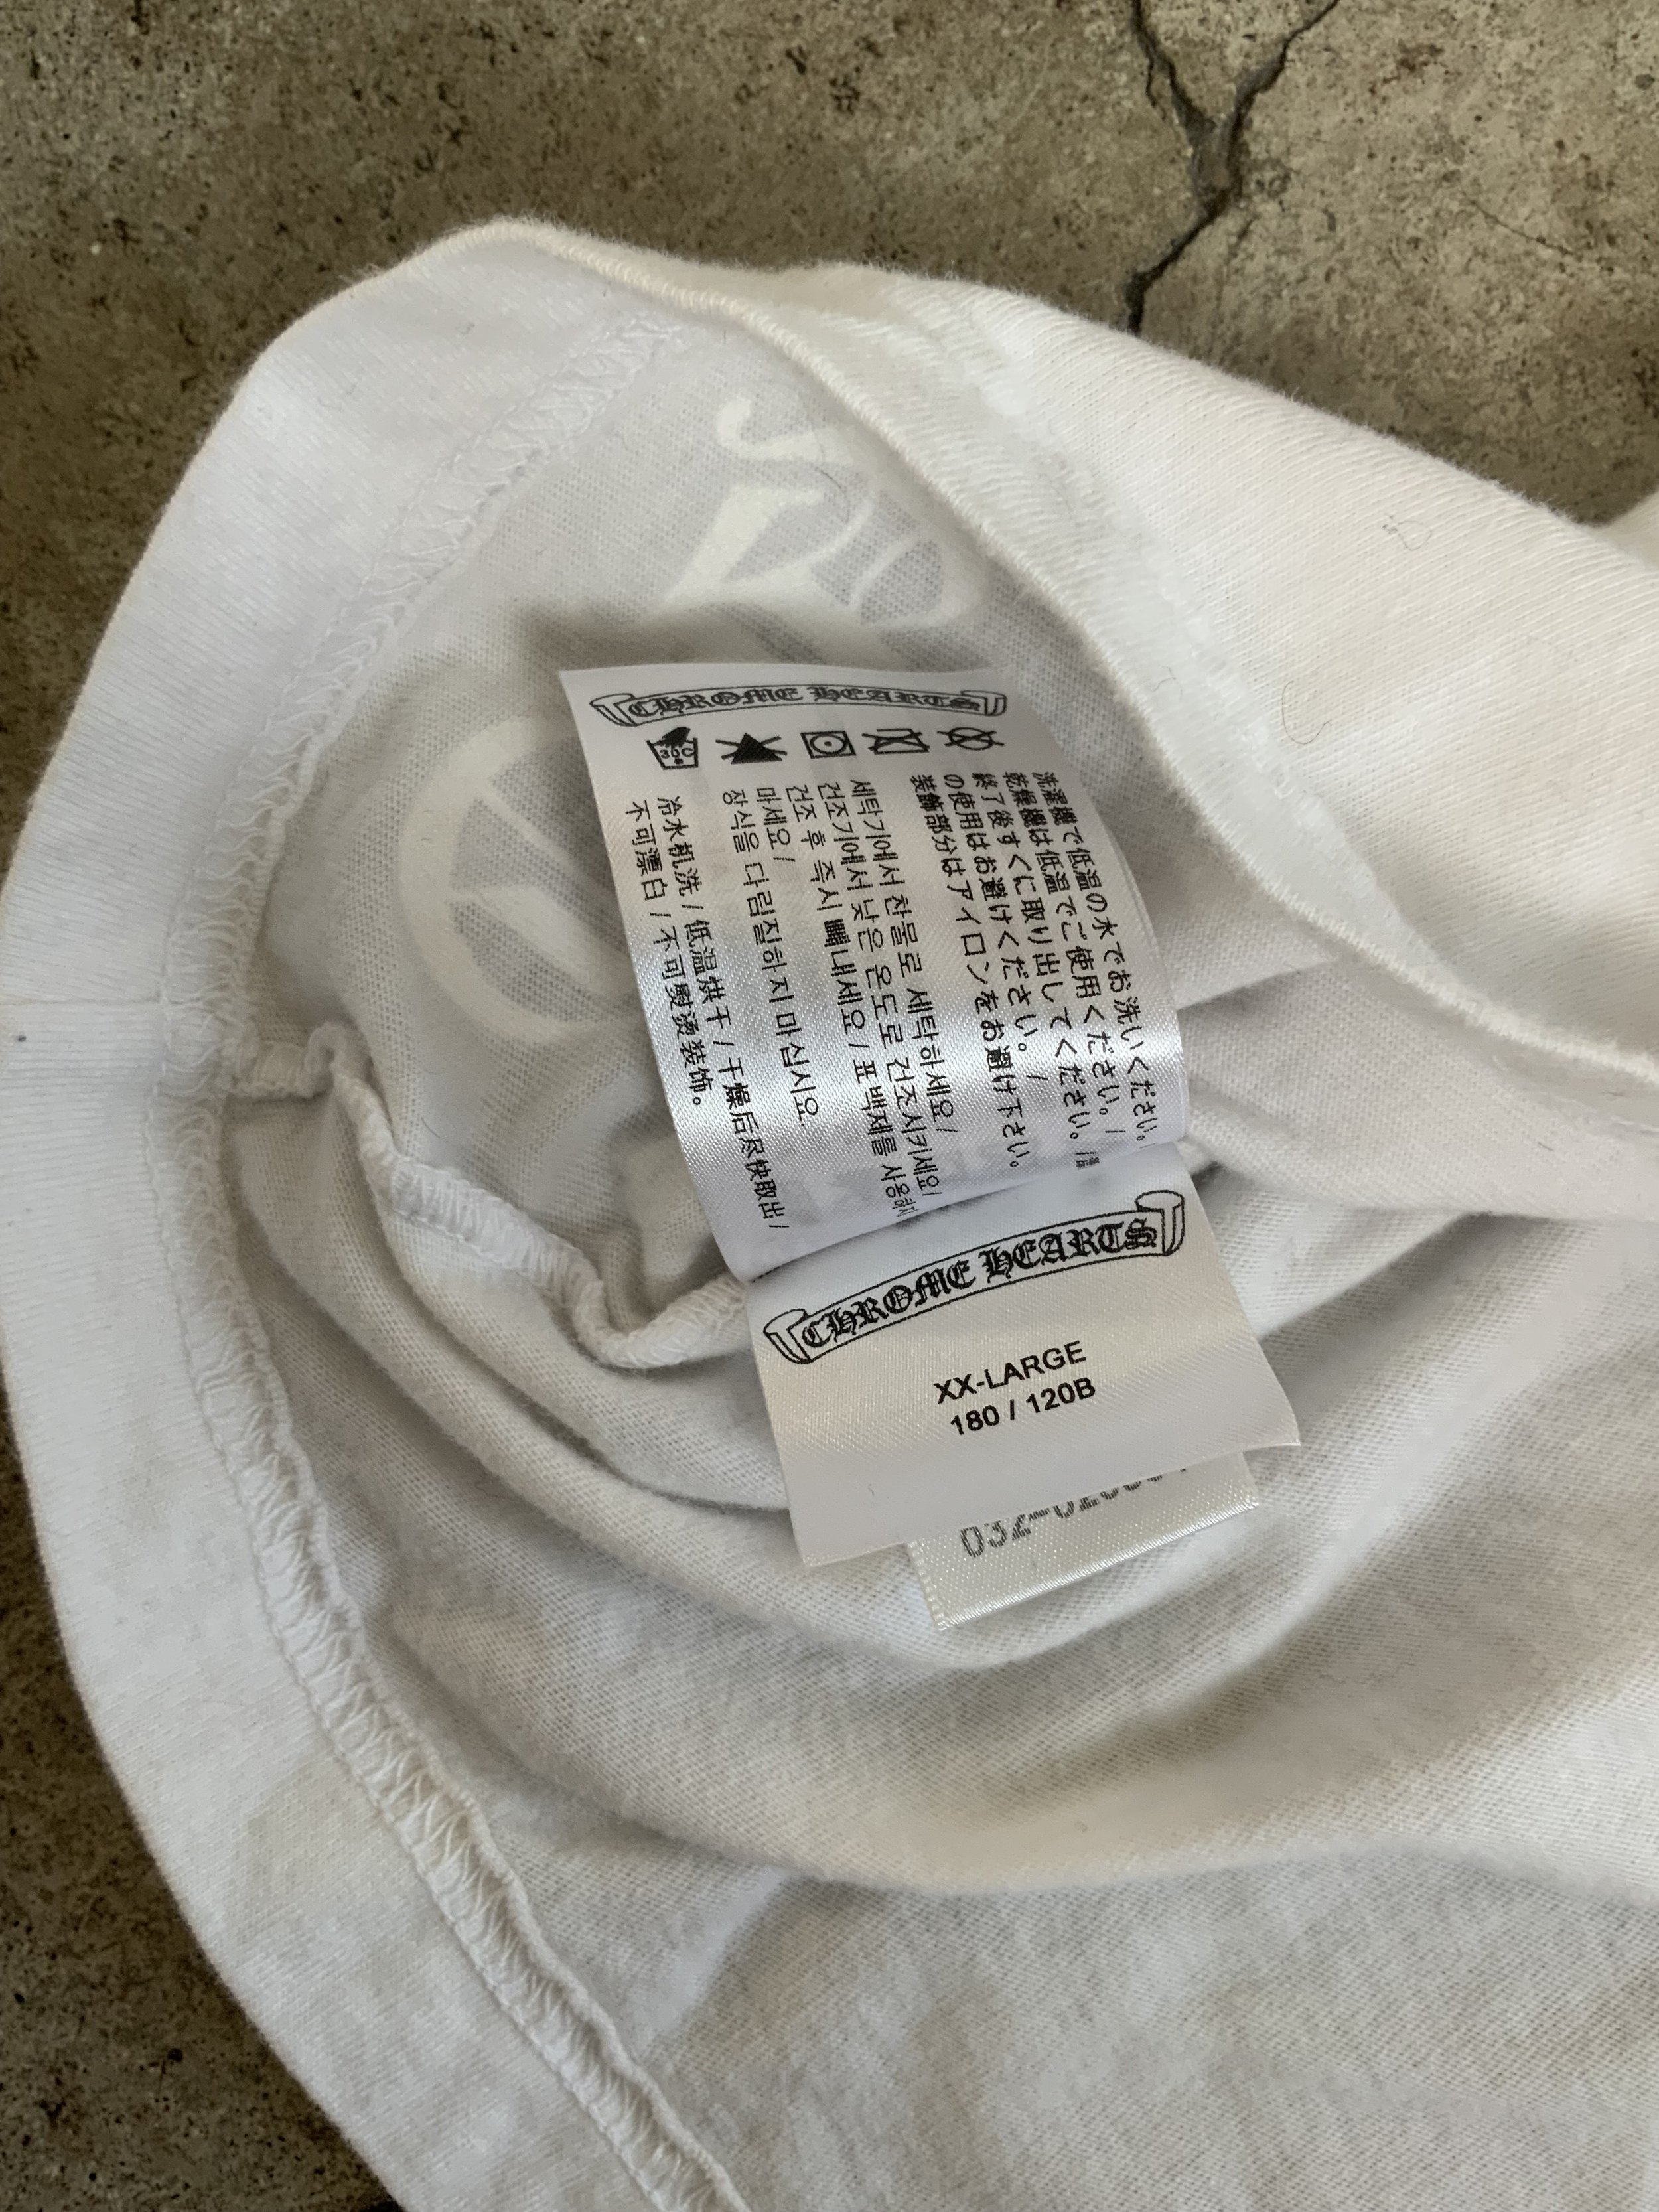 CHROME HEARTS
30C
洗濯機で低温の水でお洗いください。
乾燥機は低温でご使用ください。/
終了後すぐに取り出してください。/
の使用はお避けください。/
装飾部分はアイロンをお避け下さい。
세탁기에서 찬물로 세탁하세요/
건조기에서 낮은 온도로 건조시키세요/
건조 후 즉시 빼내세요/표백제를 사용하지
마세요/
장식을 다림질하지 마십시오.
冷水机洗/低温烘干/干燥后尽快取出/
不可漂白/不可熨烫装饰。
CHROME HEARTS
XX-LARGE
180 / 120B